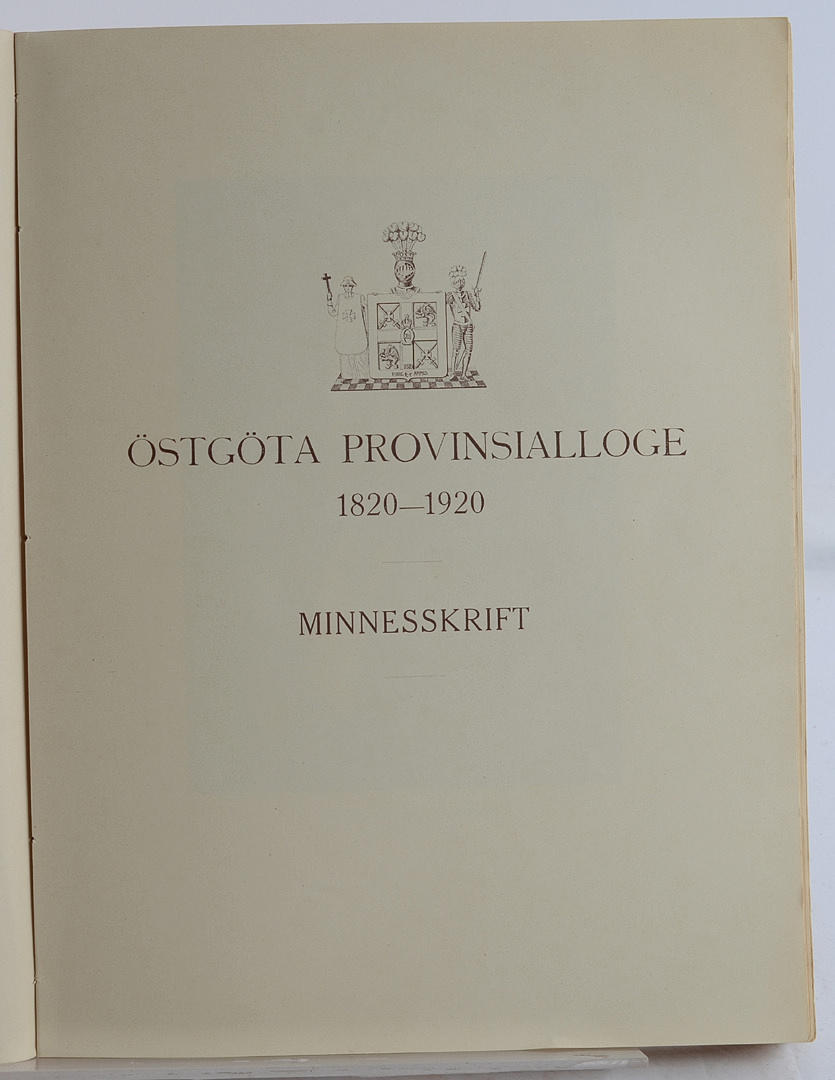 ÖSTGÖTA PROVINSIALLOGE
1820—1920
MINNESSKRIFT